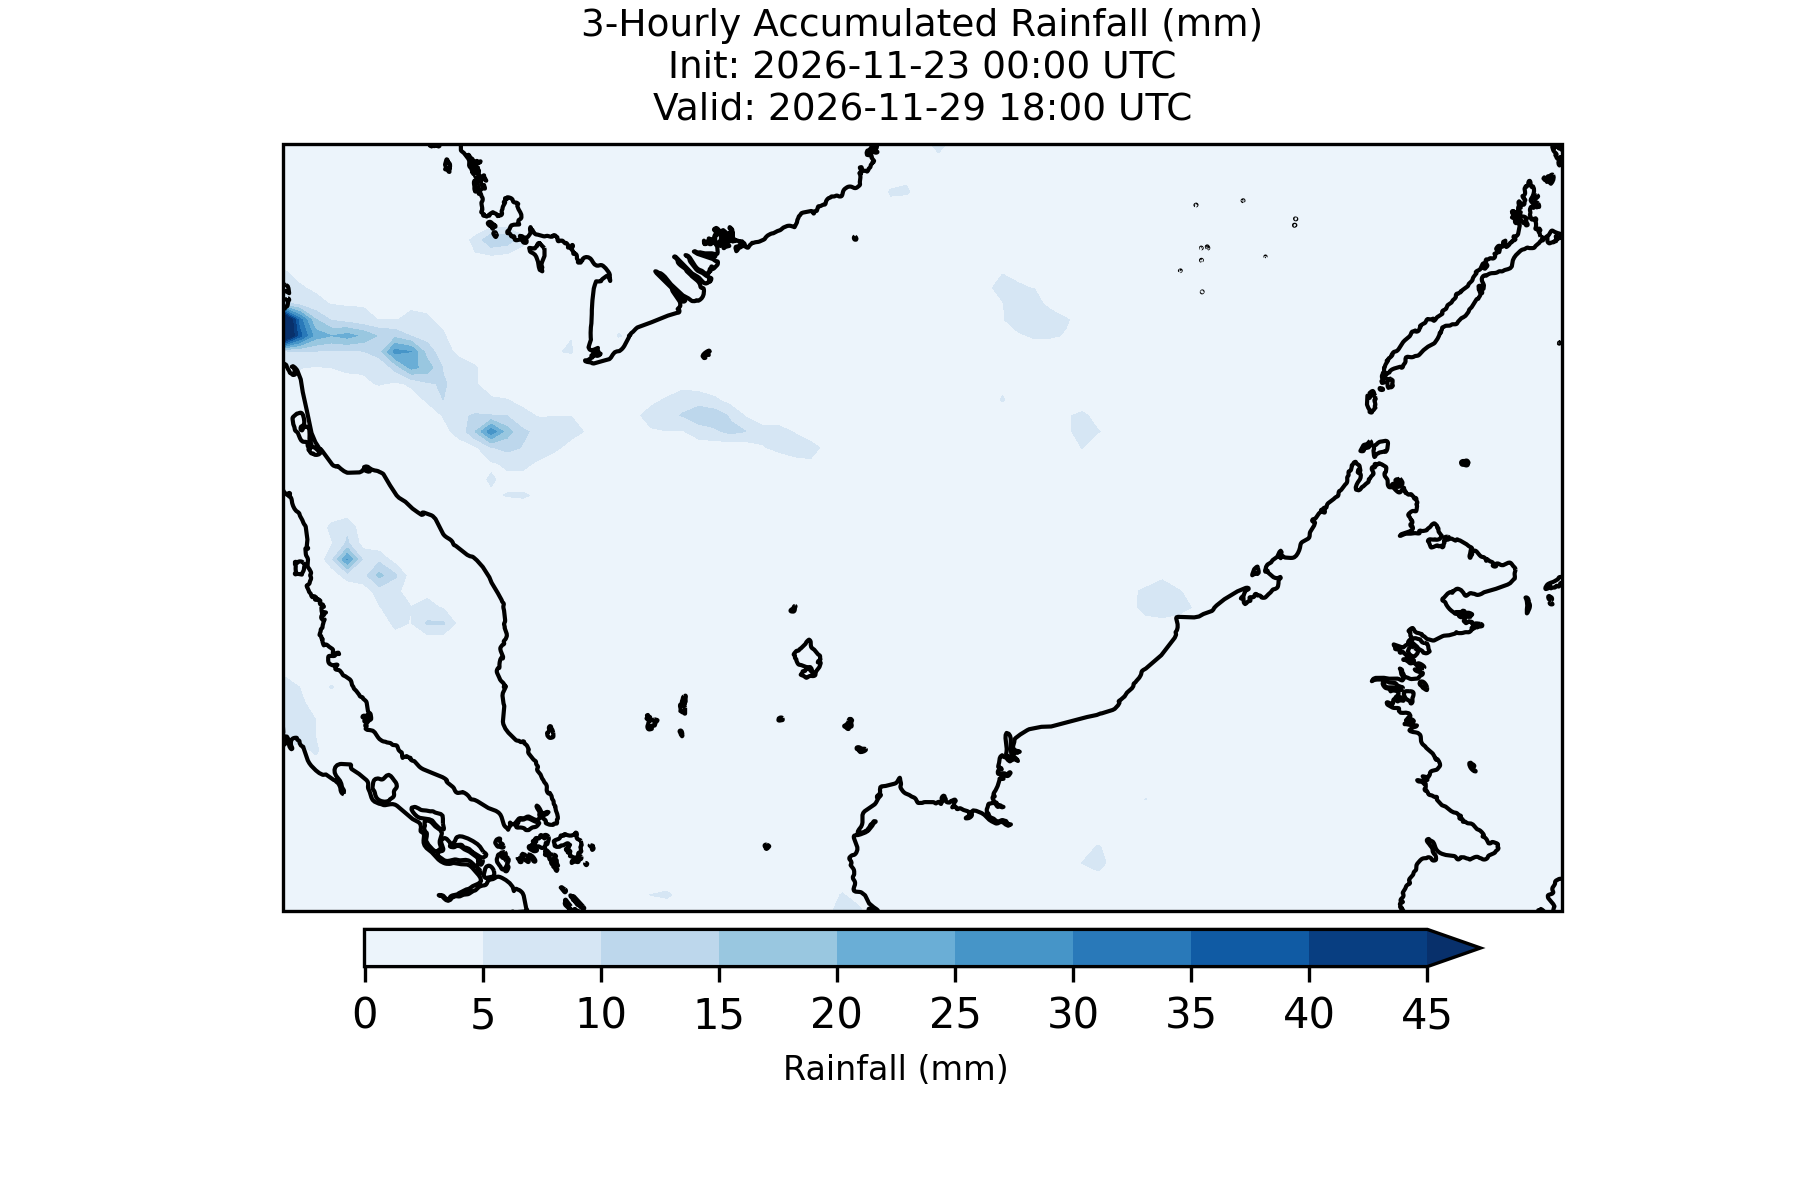 3-Hourly Accumulated Rainfall (mm)
Init: 2026-11-23 00:00 UTC
Valid: 2026-11-29 18:00 UTC
0 5 10 15 20 25 30 35 40 45
Rainfall (mm)